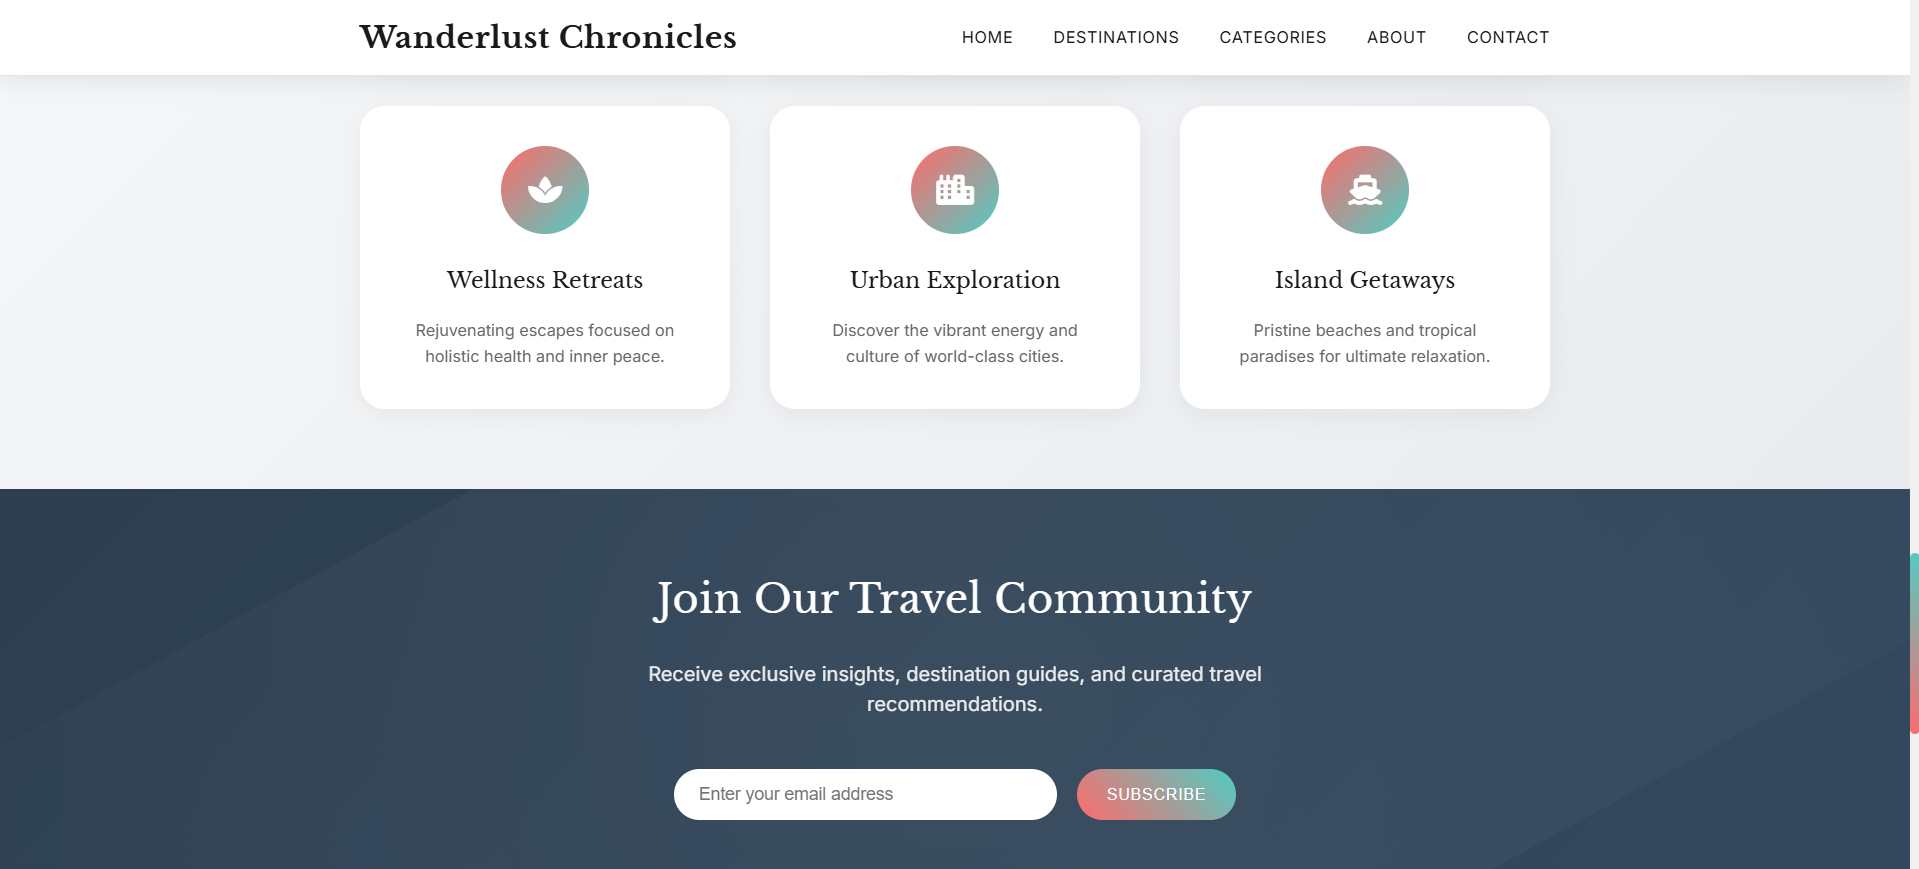 Wanderlust Chronicles
HOME DESTINATIONS CATEGORIES ABOUT CONTACT
Wellness Retreats
Rejuvenating escapes focused on
holistic health and inner peace.
Urban Exploration
Discover the vibrant energy and
culture of world-class cities.
Island Getaways
Pristine beaches and tropical
paradises for ultimate relaxation.
Join Our Travel Community
Receive exclusive insights, destination guides, and curated travel
recommendations.
Enter your email address
SUBSCRIBE